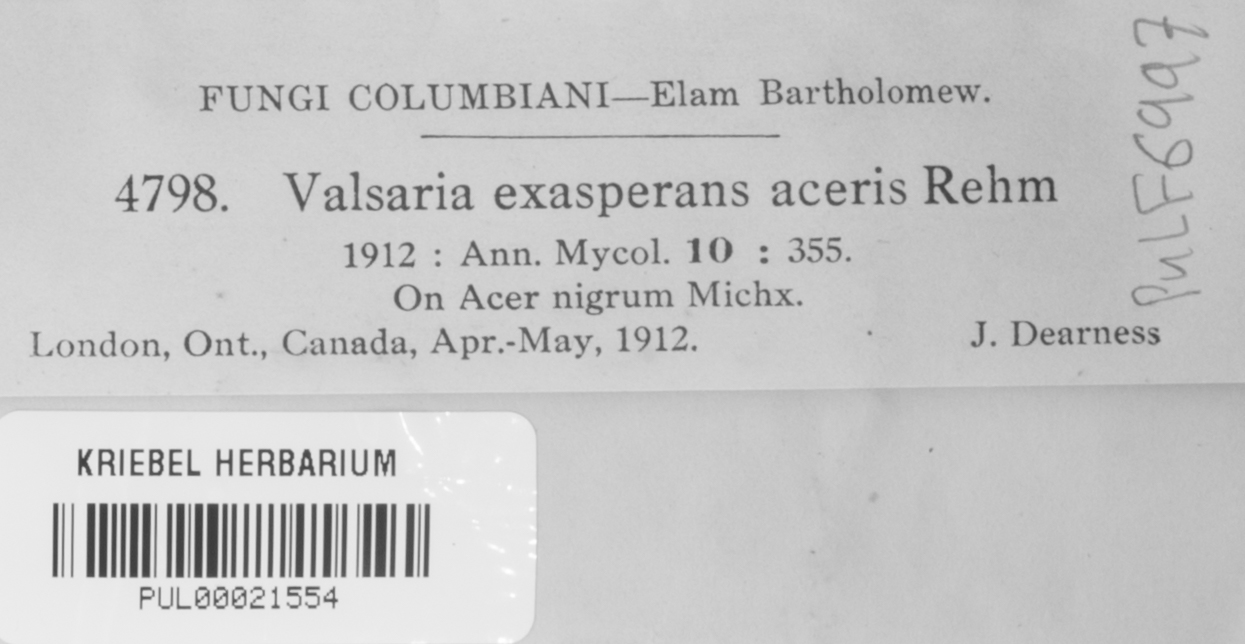 FUNGI COLUMBIANI—Elam Bartholomew.
4798. Valsaria exasperans aceris Rehm
1912 : Ann. Mycol. 10 : 355.
On Acer nigrum Michx.
London, Ont., Canada, Apr.-May, 1912. J. Dearness
PULF6997
KRIEBEL HERBARIUM
PUL00021554